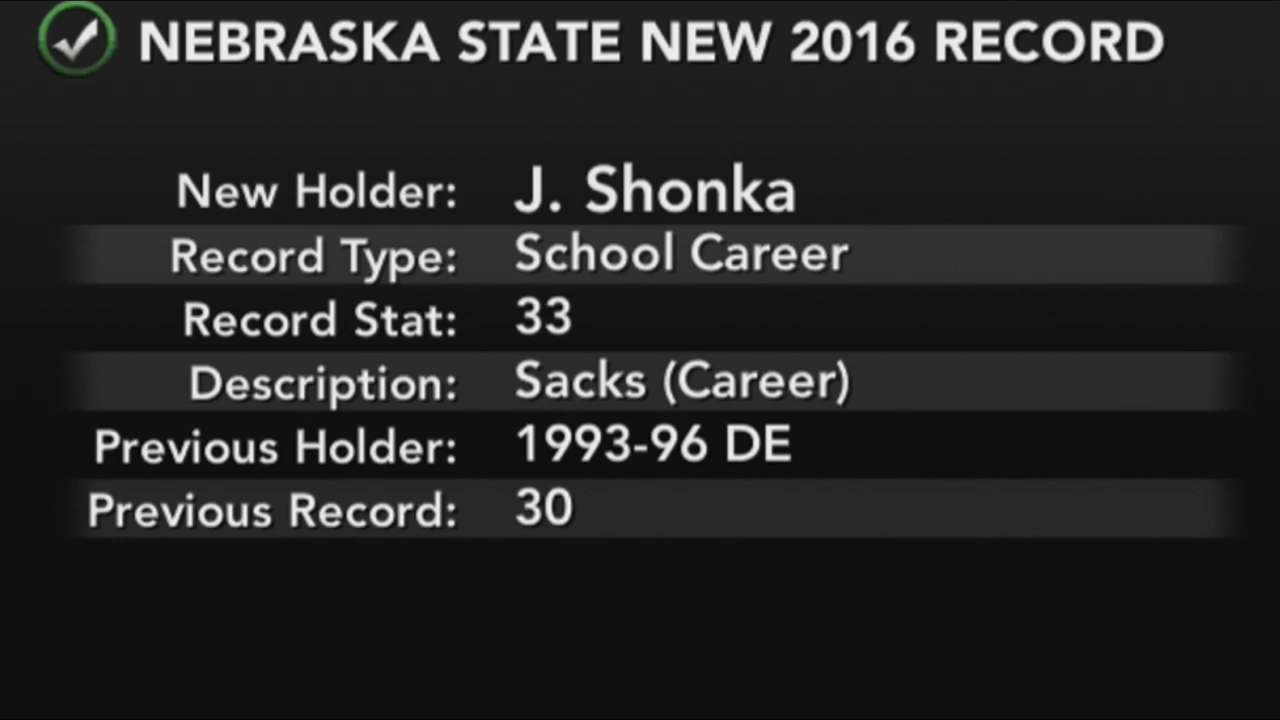 NEBRASKA STATE NEW 2016 RECORD
New Holder: J. Shonka
Record Type: School Career
Record Stat: 33
Description: Sacks (Career)
Previous Holder: 1993-96 DE
Previous Record: 30